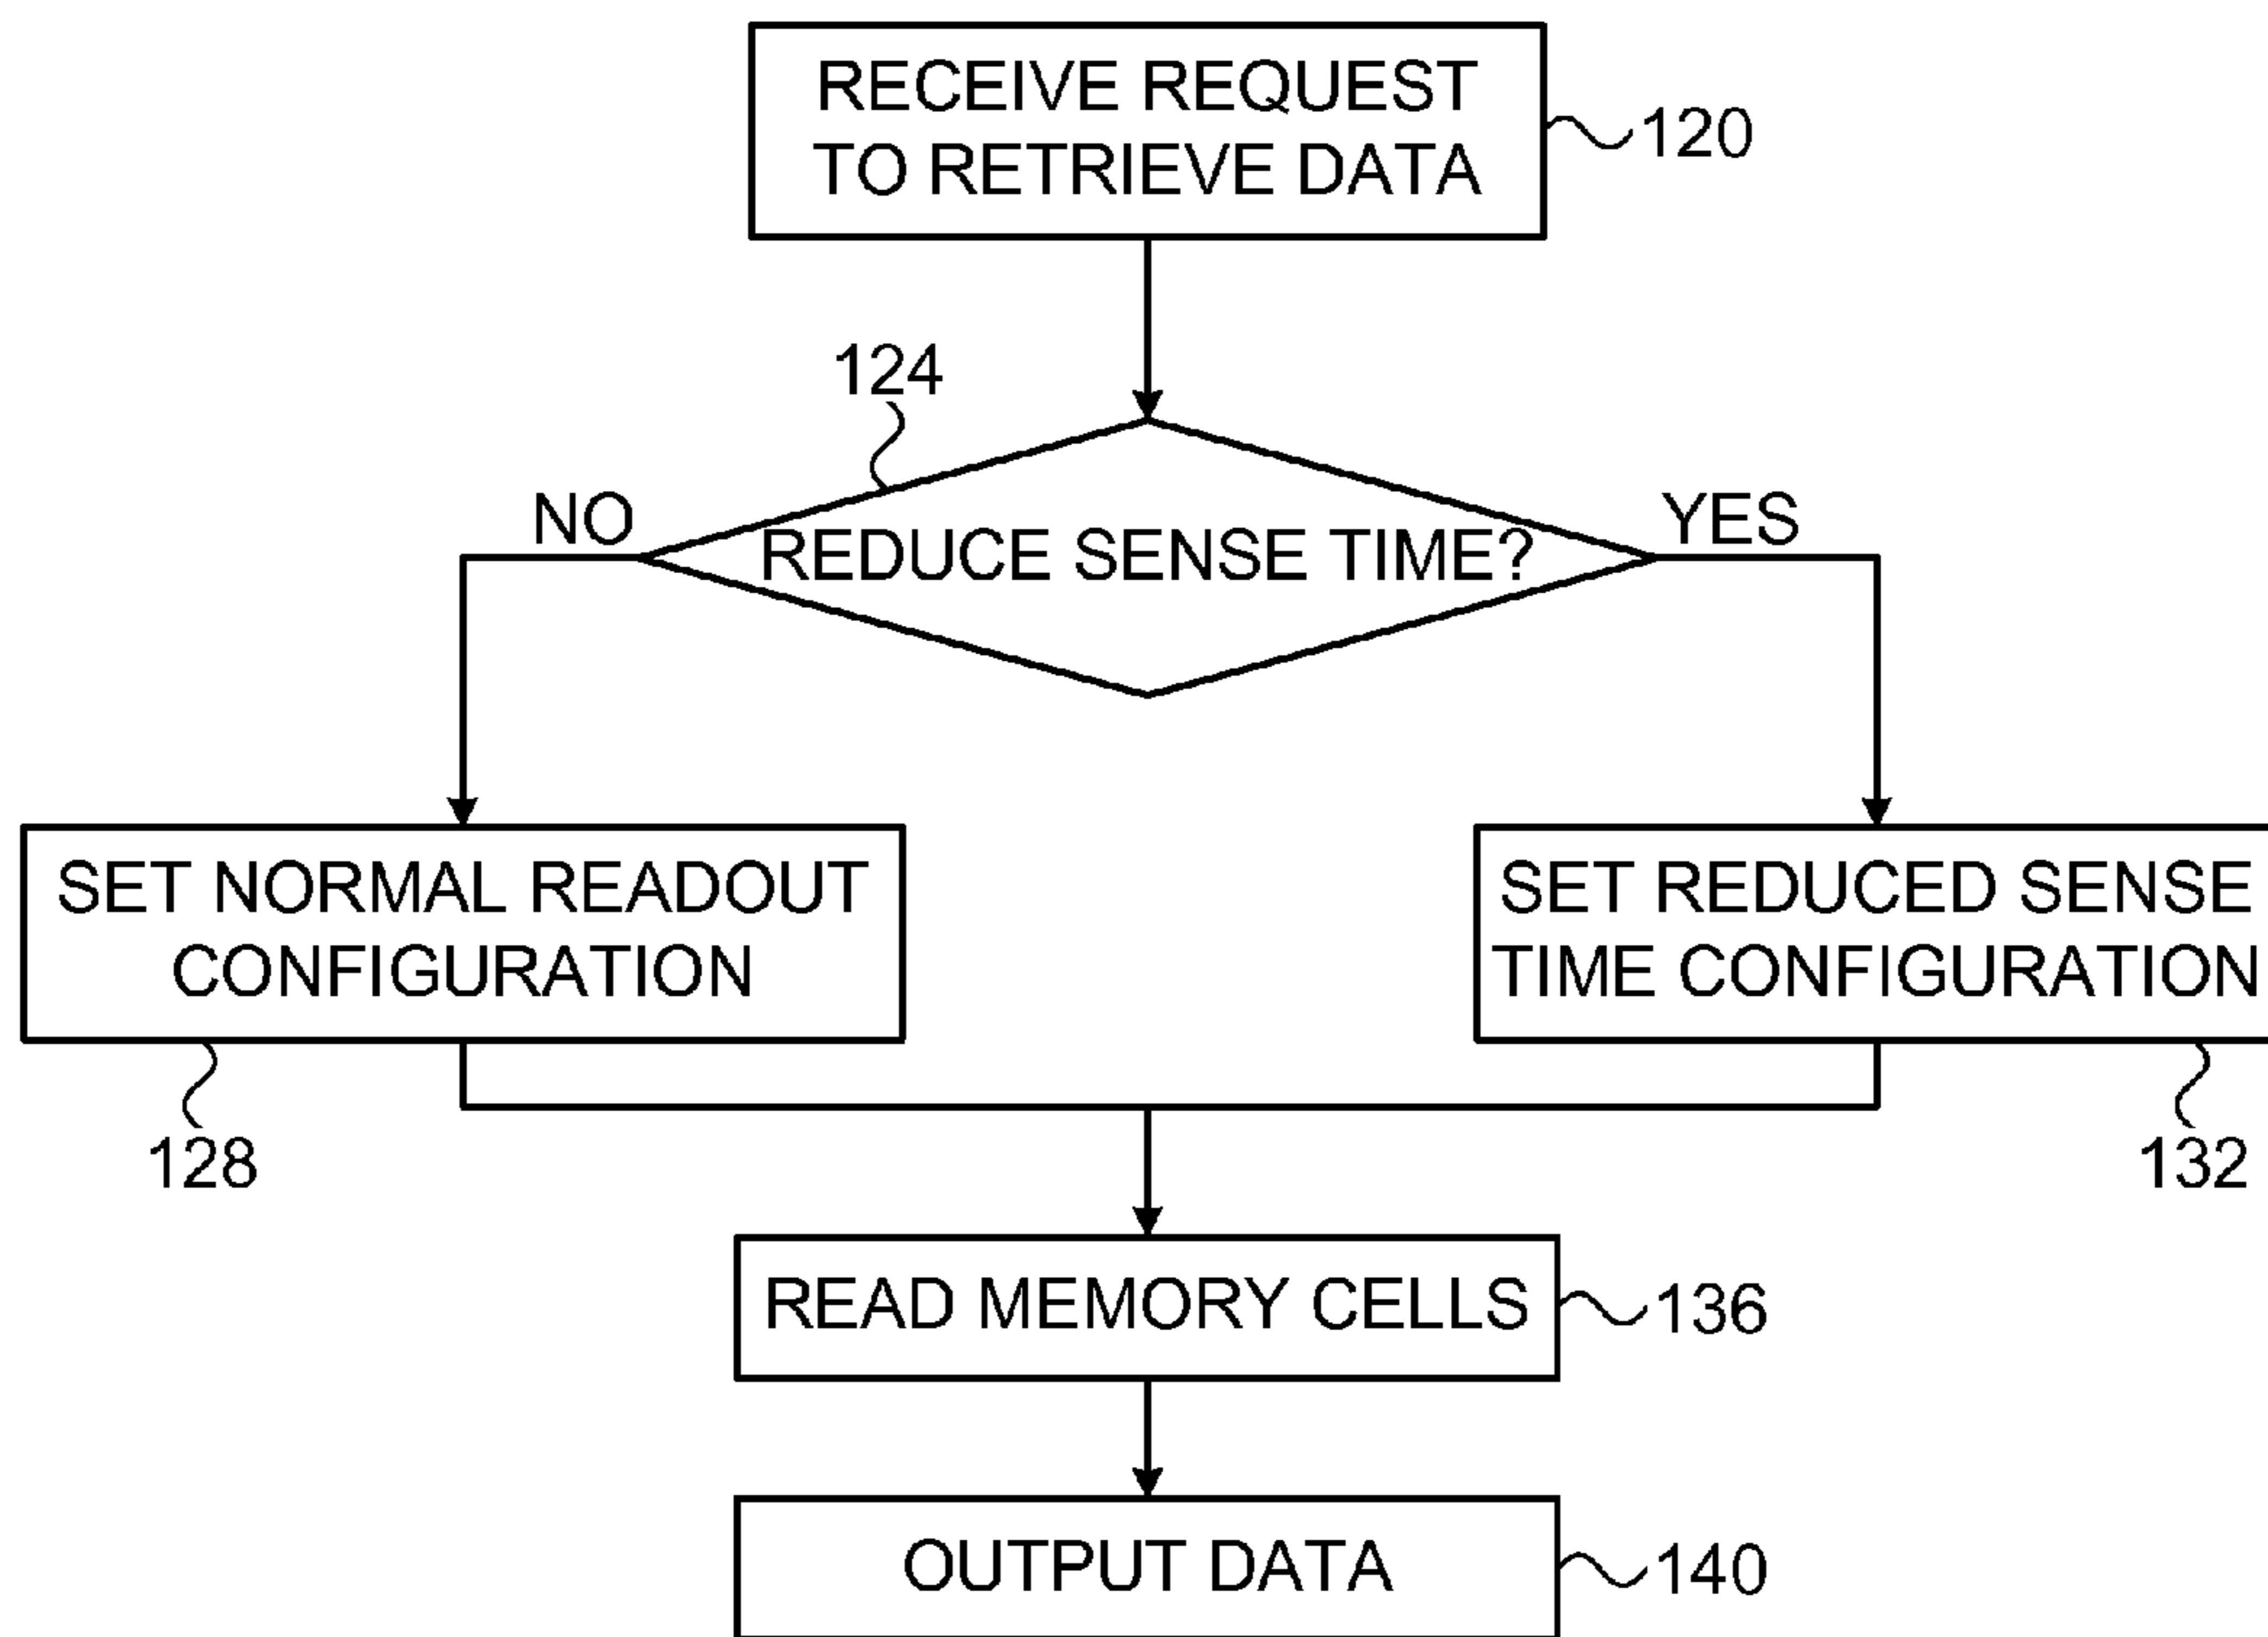 RECEIVE REQUEST
TO RETRIEVE DATA
120
124
NO
REDUCE SENSE TIME?
YES
SET NORMAL READOUT
CONFIGURATION
SET REDUCED SENSE
TIME CONFIGURATION
128
132
READ MEMORY CELLS
136
OUTPUT DATA
140